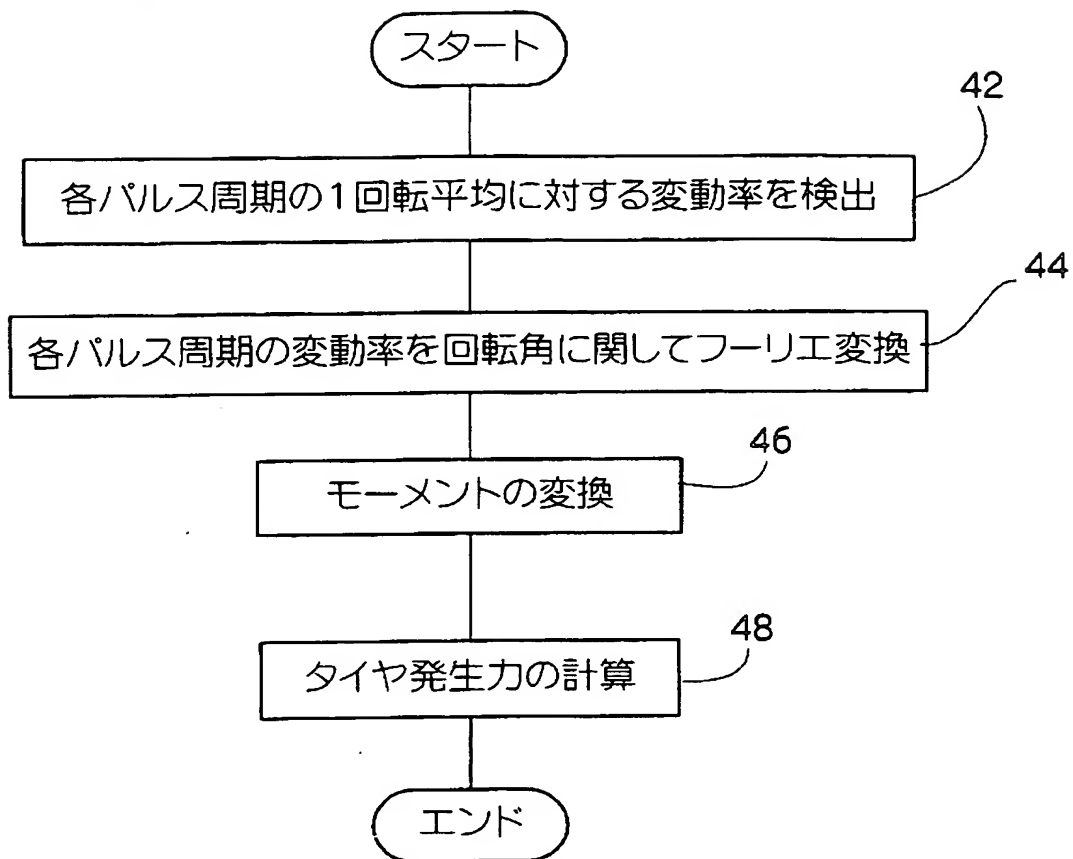 スタート
42
各パルス周期の1回転平均に対する変動率を検出
44
各パルス周期の変動率を回転角に関してフーリエ変換
46
モーメントの変換
48
タイヤ発生力の計算
エンド